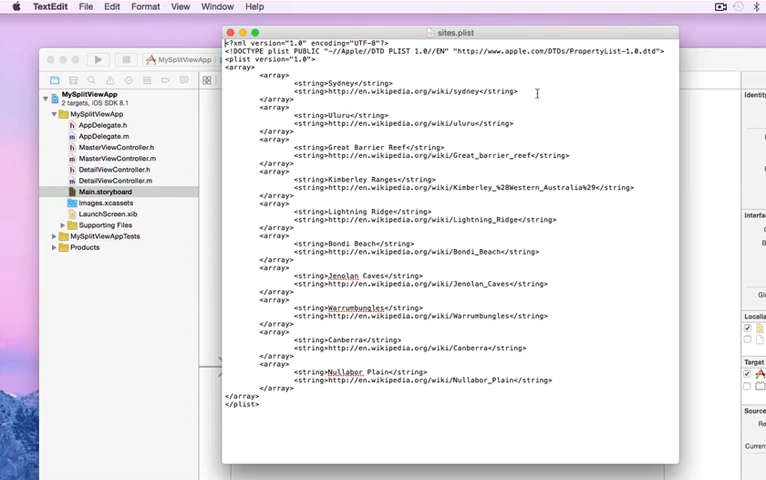 TextEdit File Edit Format View Window Help
sites.plist
<?xml version="1.0" encoding="UTF-8"?>
<!DOCTYPE plist PUBLIC "-//Apple//DTD PLIST 1.0//EN" "http://www.apple.com/DTDs/PropertyList-1.0.dtd">
<plist version="1.0">
<array>
<array>
<string>Sydney</string>
<string>http://en.wikipedia.org/wiki/sydney</string>
</array>
<array>
<string>Uluru</string>
<string>http://en.wikipedia.org/wiki/uluru</string>
</array>
<array>
<string>Great Barrier Reef</string>
<string>http://en.wikipedia.org/wiki/Great_barrier_reef</string>
</array>
<array>
<string>Kimberley Ranges</string>
<string>http://en.wikipedia.org/wiki/Kimberley_%28Western_Australia%29</string>
</array>
<array>
<string>Lightning Ridge</string>
<string>http://en.wikipedia.org/wiki/Lightning_Ridge</string>
</array>
<array>
<string>Bondi Beach</string>
<string>http://en.wikipedia.org/wiki/Bondi_Beach</string>
</array>
<array>
<string>Jenolan Caves</string>
<string>http://en.wikipedia.org/wiki/Jenolan_Caves</string>
</array>
<array>
<string>Warrumbungles</string>
<string>http://en.wikipedia.org/wiki/Warrumbungles</string>
</array>
<array>
<string>Canberra</string>
<string>http://en.wikipedia.org/wiki/Canberra</string>
</array>
<array>
<string>Nullabor Plain</string>
<string>http://en.wikipedia.org/wiki/Nullabor_Plain</string>
</array>
</array>
</plist>
MySplitViewApp
MySplitViewApp
2 targets, iOS SDK 8.1
MySplitViewApp
AppDelegate.h
AppDelegate.m
MasterViewController.h
MasterViewController.m
DetailViewController.h
DetailViewController.m
Main.storyboard
Images.xcassets
LaunchScreen.xib
Supporting Files
MySplitViewAppTests
Products
Identity
Interface
Localiz
Target
Source
Current